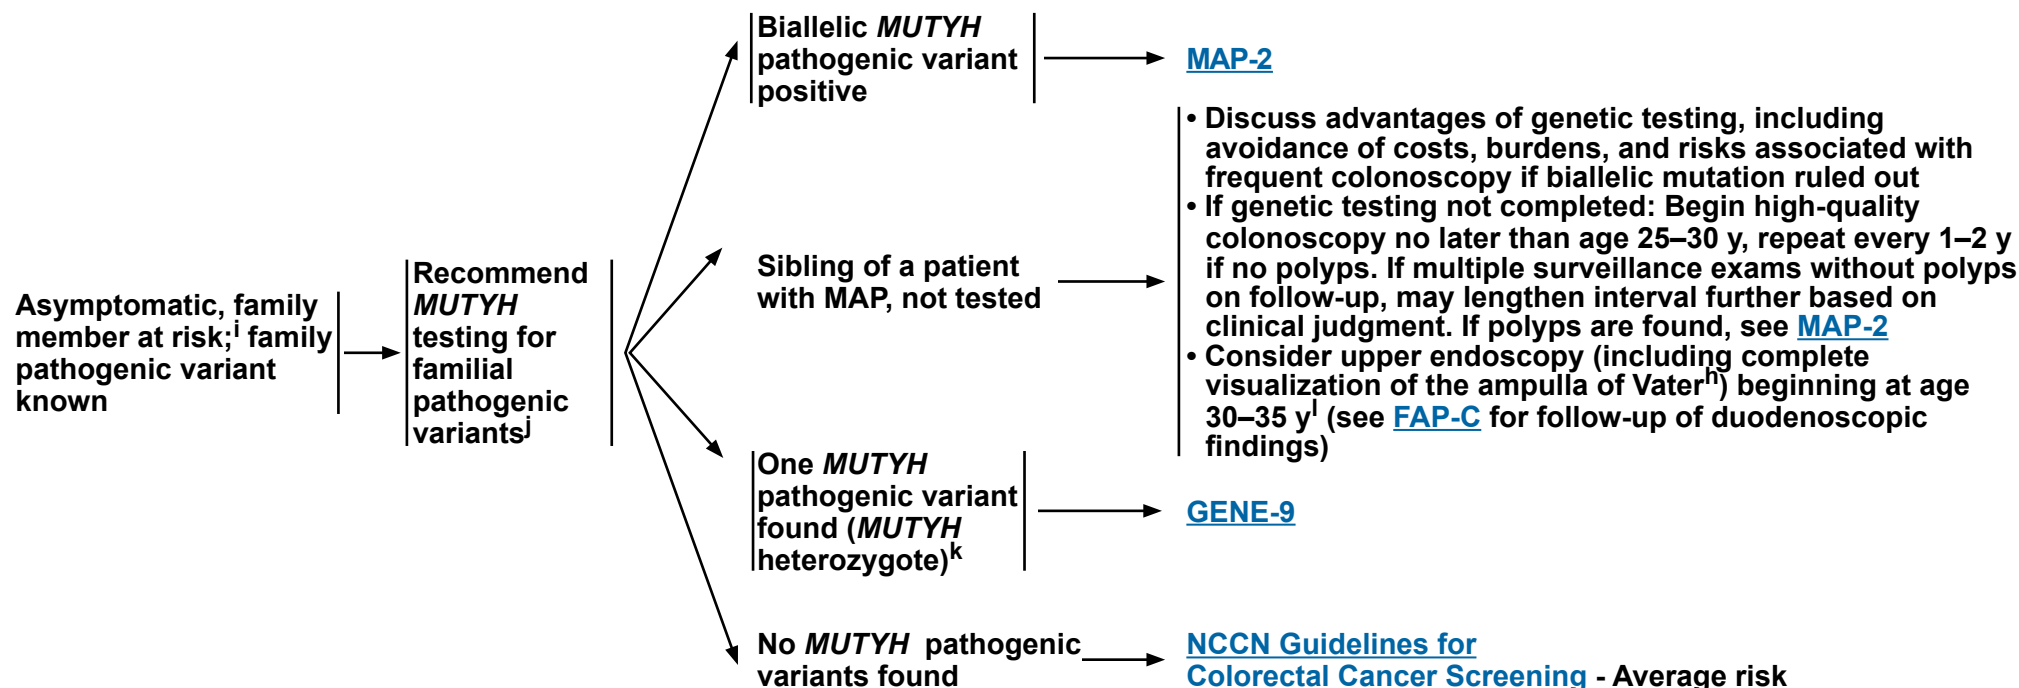 Asymptomatic, family
member at risk;i family
pathogenic variant
known
Recommend
MUTYH
testing for
familial
pathogenic
variantsj
Biallelic MUTYH
pathogenic variant
positive
MAP-2
Sibling of a patient
with MAP, not tested
• Discuss advantages of genetic testing, including
avoidance of costs, burdens, and risks associated with
frequent colonoscopy if biallelic mutation ruled out
• If genetic testing not completed: Begin high-quality
colonoscopy no later than age 25–30 y, repeat every 1–2 y
if no polyps. If multiple surveillance exams without polyps
on follow-up, may lengthen interval further based on
clinical judgment. If polyps are found, see MAP-2
• Consider upper endoscopy (including complete
visualization of the ampulla of Vaterh) beginning at age
30–35 yl (see FAP-C for follow-up of duodenoscopic
findings)
One MUTYH
pathogenic variant
found (MUTYH
heterozygote)k
GENE-9
No MUTYH pathogenic
variants found
NCCN Guidelines for
Colorectal Cancer Screening - Average risk